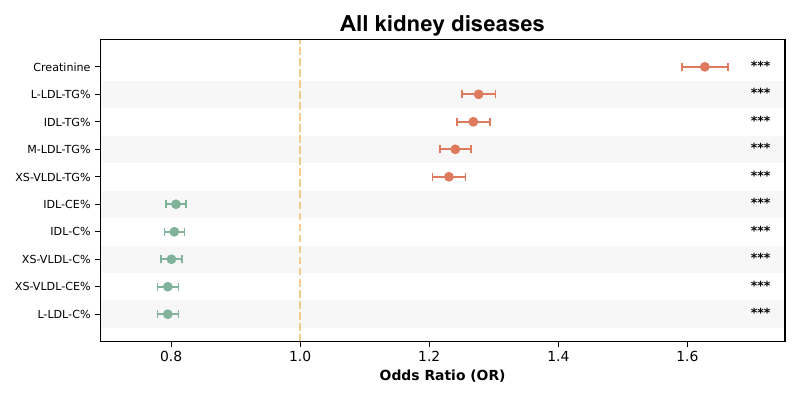 All kidney diseases
Creatinine ***
L-LDL-TG% ***
IDL-TG% ***
M-LDL-TG% ***
XS-VLDL-TG% ***
IDL-CE% ***
IDL-C% ***
XS-VLDL-C% ***
XS-VLDL-CE% ***
L-LDL-C% ***
0.8 1.0 1.2 1.4 1.6
Odds Ratio (OR)